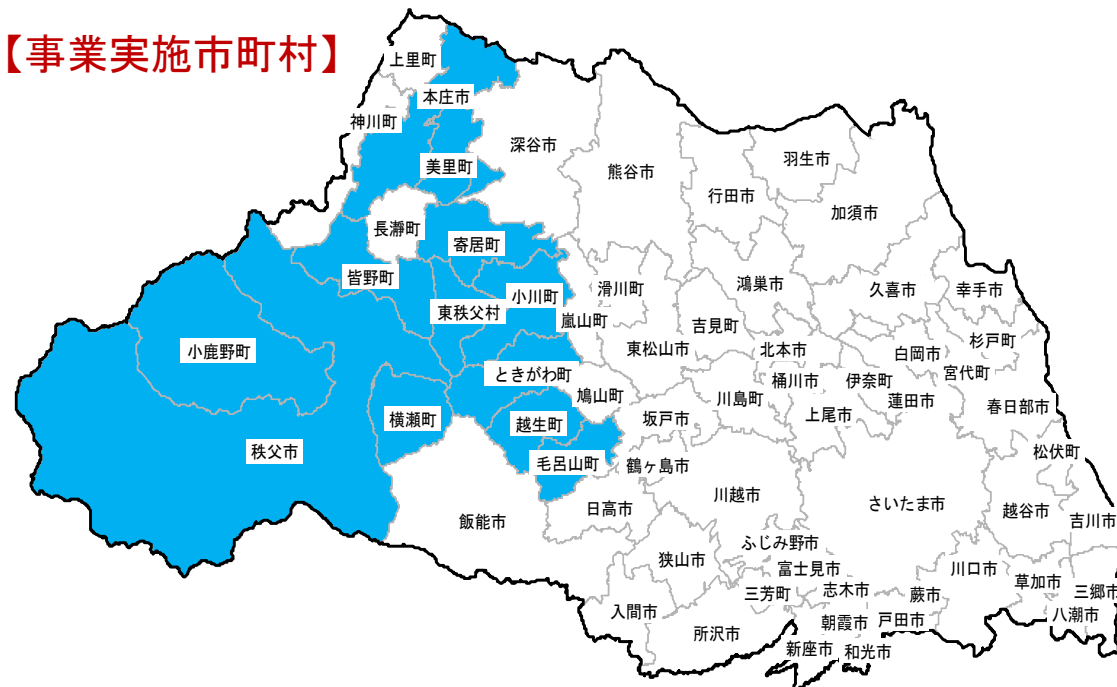 【事業実施市町村】
上里町
本庄市
神川町
美里町
深谷市
熊谷市
行田市
羽生市
加須市
長瀞町
寄居町
皆野町
小川町
東秩父村
滑川町
嵐山町
吉見町
鴻巣市
久喜市
幸手市
小鹿野町
東松山市
北本市
白岡市
杉戸町
ときがわ町
鳩山町
桶川市
伊奈町
宮代町
横瀬町
越生町
坂戸市
川島町
上尾市
蓮田市
春日部市
秩父市
毛呂山町
鶴ヶ島市
松伏町
飯能市
日高市
川越市
さいたま市
越谷市
吉川市
狭山市
ふじみ野市
富士見市
川口市
草加市
三郷市
入間市
三芳町
志木市
蕨市
八潮市
所沢市
朝霞市
戸田市
新座市
和光市